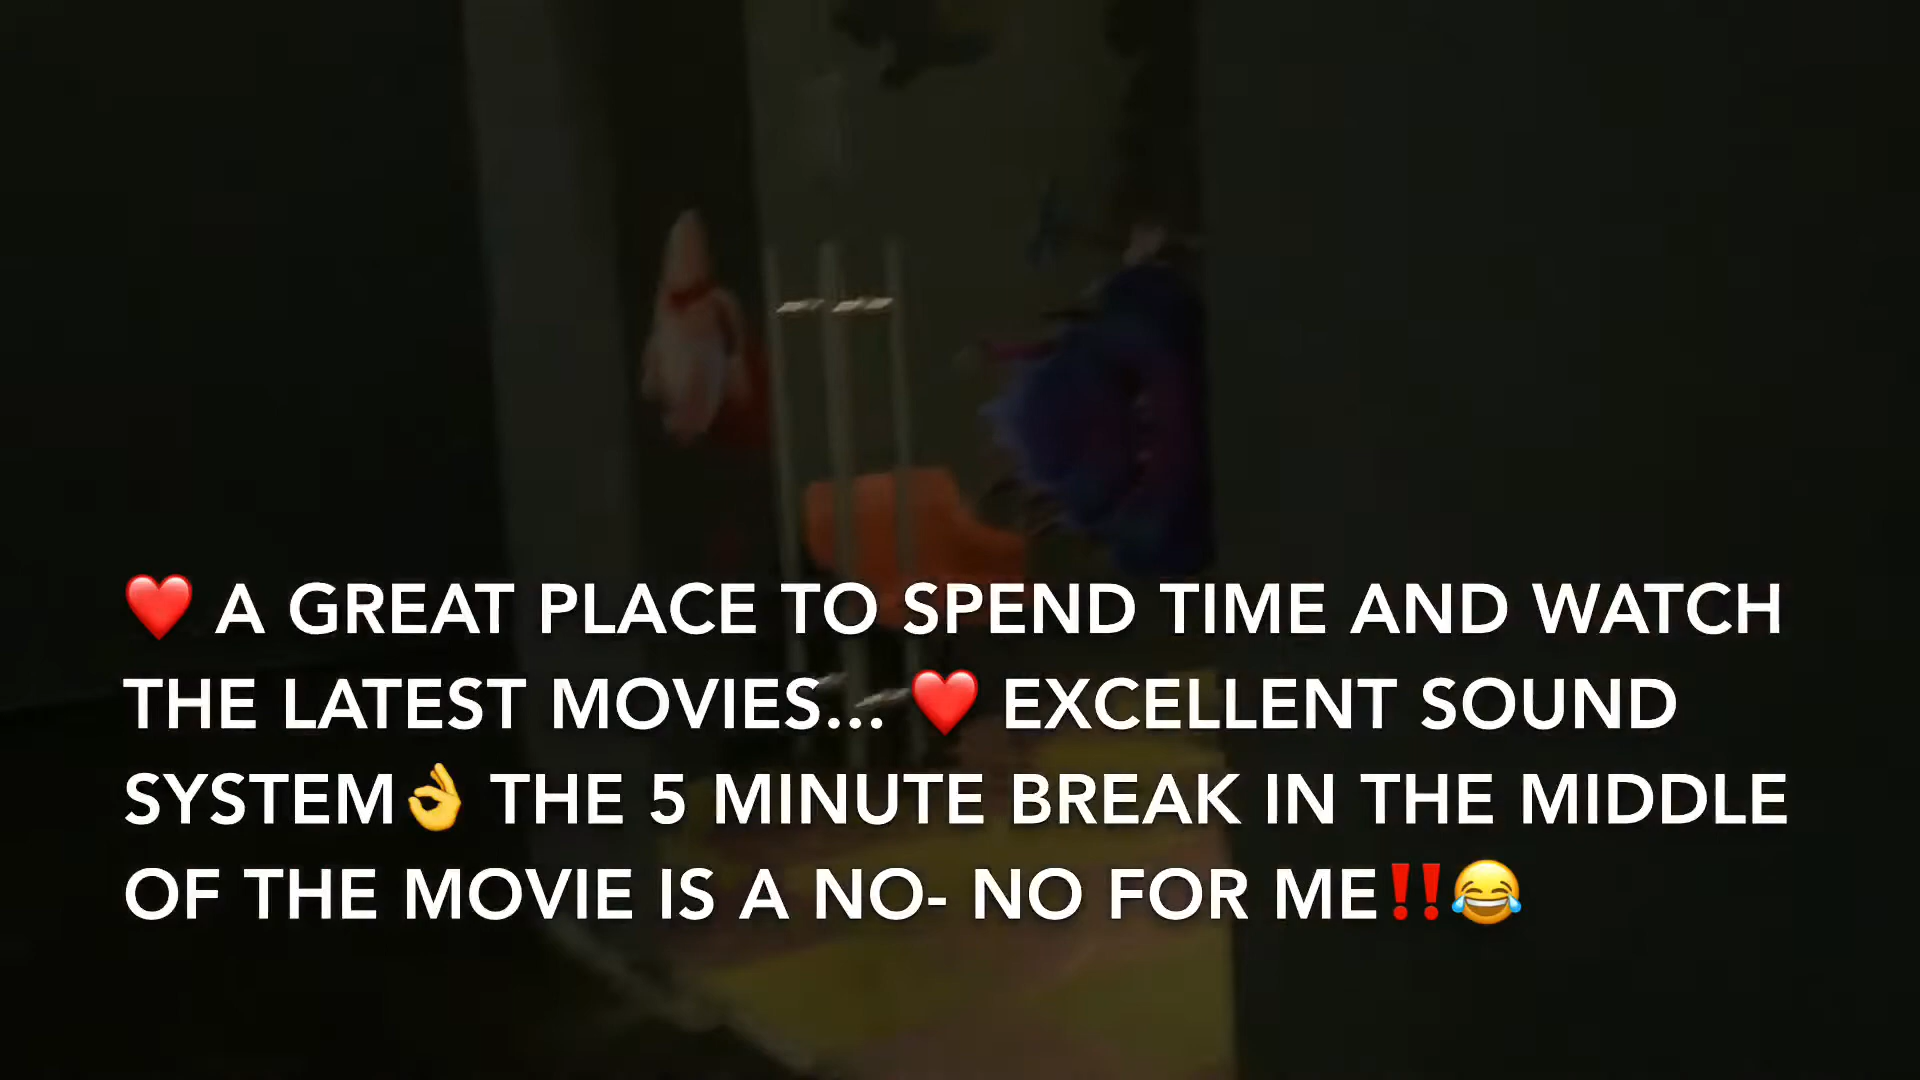 ❤️ A GREAT PLACE TO SPEND TIME AND WATCH
THE LATEST MOVIES... ❤️ EXCELLENT SOUND
SYSTEM👌 THE 5 MINUTE BREAK IN THE MIDDLE
OF THE MOVIE IS A NO- NO FOR ME‼️😂